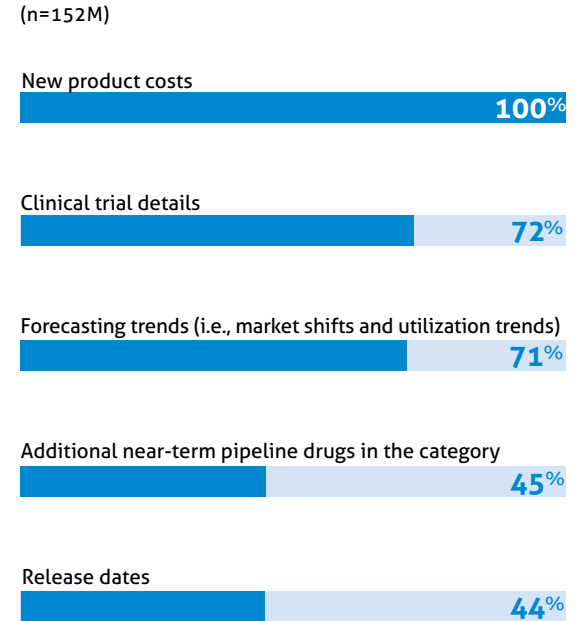 (n=152M)
New product costs
100%
Clinical trial details
72%
Forecasting trends (i.e., market shifts and utilization trends)
71%
Additional near-term pipeline drugs in the category
45%
Release dates
44%